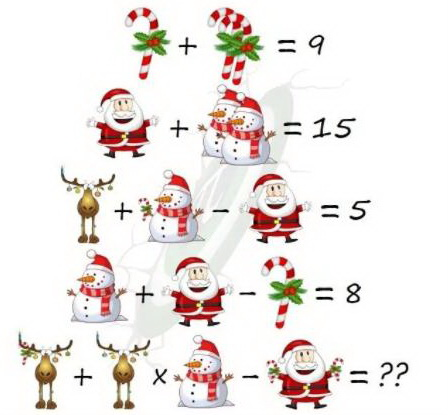 + = 9
+ = 15
+ - = 5
+ - = 8
+ x - = ??